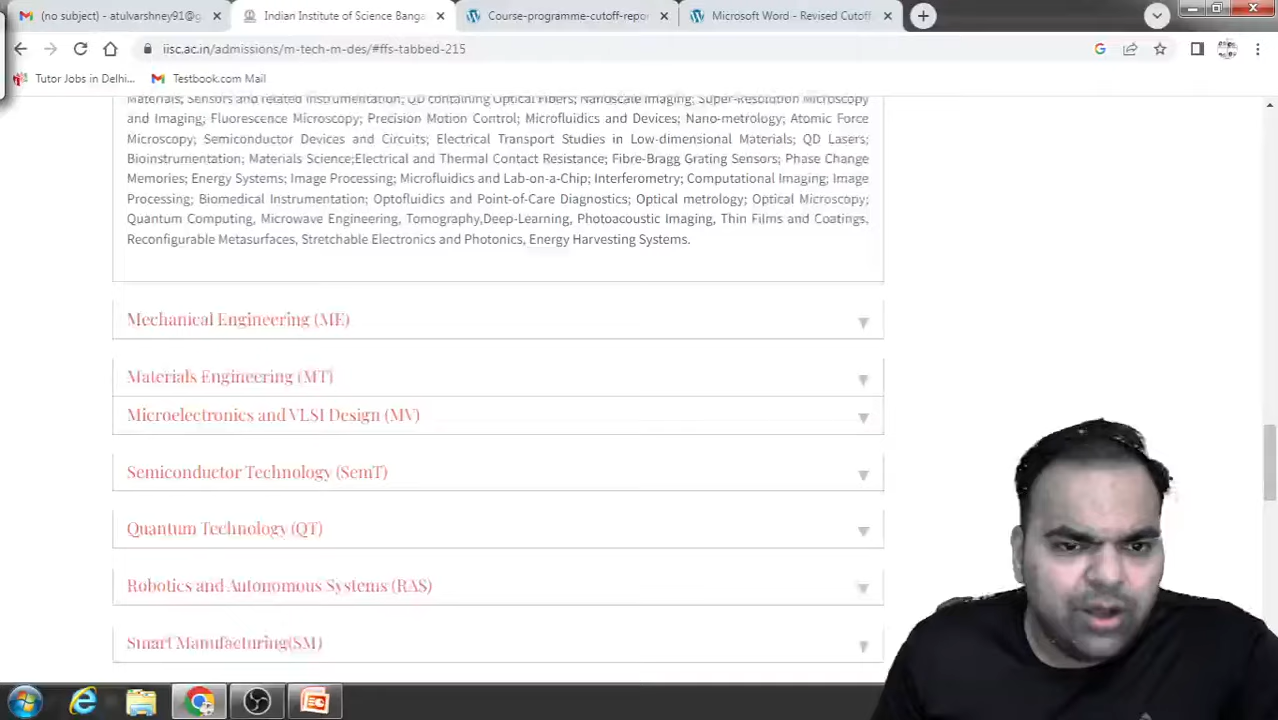 (no subject) - atulvarshney91@g
Indian Institute of Science Banga
Course-programme-cutoff-repo
Microsoft Word - Revised Cutoff
iisc.ac.in/admissions/m-tech-m-des/#ffs-tabbed-215
Tutor Jobs in Delhi...
Testbook.com Mail
Materials; Sensors and related Instrumentation; QD containing Optical Fibers; Nanoscale Imaging; Super-Resolution Microscopy
and Imaging; Fluorescence Microscopy; Precision Motion Control; Microfluidics and Devices; Nano-metrology; Atomic Force
Microscopy; Semiconductor Devices and Circuits; Electrical Transport Studies in Low-dimensional Materials; QD Lasers;
Bioinstrumentation; Materials Science;Electrical and Thermal Contact Resistance; Fibre-Bragg Grating Sensors; Phase Change
Memories; Energy Systems; Image Processing; Microfluidics and Lab-on-a-Chip; Interferometry; Computational Imaging; Image
Processing; Biomedical Instrumentation; Optofluidics and Point-of-Care Diagnostics; Optical metrology; Optical Microscopy;
Quantum Computing, Microwave Engineering, Tomography,Deep-Learning, Photoacoustic Imaging, Thin Films and Coatings,
Reconfigurable Metasurfaces, Stretchable Electronics and Photonics, Energy Harvesting Systems.
Mechanical Engineering (ME)
Materials Engineering (MT)
Microelectronics and VLSI Design (MV)
Semiconductor Technology (SemT)
Quantum Technology (QT)
Robotics and Autonomous Systems (RAS)
Smart Manufacturing(SM)